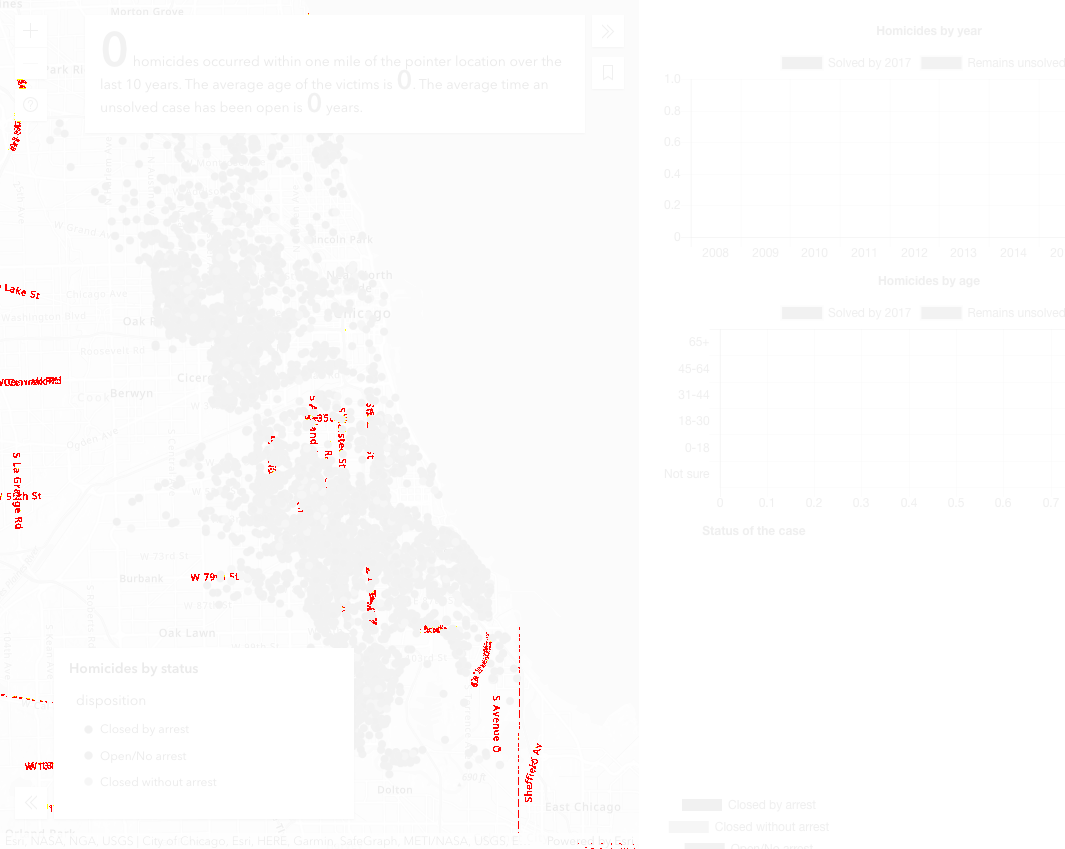 Morton Grove
0 homicides occurred within one mile of the pointer location over the
last 10 years. The average age of the victims is 0. The average time an
unsolved case has been open is 0 years.
W Grand Av
Lincoln Park
Lake St
Chicago Ave
Washington Blvd
Oak
Chicago
Roosevelt Rd
Cicer
Berwyn
Cook
Ogden Ave
S La Grange Rd
55th St
W 73rd St
W 79th St
Burbank
W 87th St
Oak Lawn
103rd St
S Avenue O
Sheffield Av
Dolton
East Chicago
Homicides by status
disposition
Closed by arrest
Open/No arrest
Closed without arrest
Esri, NASA, NGA, USGS | City of Chicago, Esri, HERE, Garmin, SafeGraph, METI/NASA, USGS, E
Powered by Esri
Homicides by year
Solved by 2017 Remains unsolved
1.0
0.8
0.6
0.4
0.2
0
2008 2009 2010 2011 2012 2013 2014 20
Homicides by age
Solved by 2017 Remains unsolved
65+
45-64
31-44
18-30
0-18
Not sure
0 0.1 0.2 0.3 0.4 0.5 0.6 0.7
Status of the case
Closed by arrest
Closed without arrest
Open/No arrest